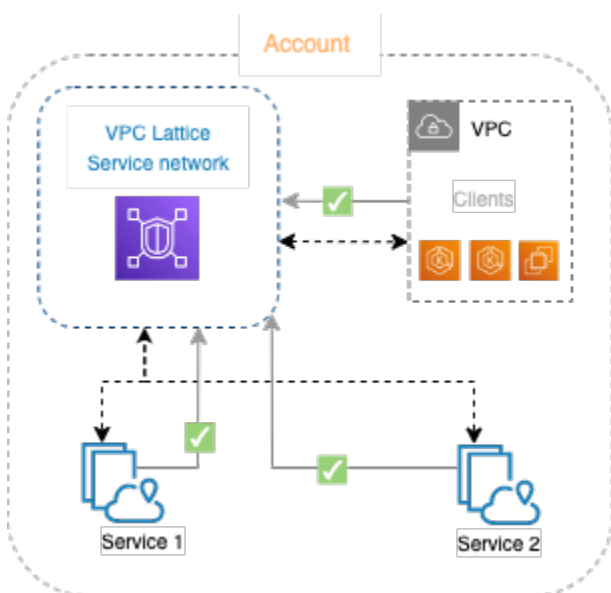 Account
VPC Lattice
Service network
VPC
Clients
Service 1
Service 2